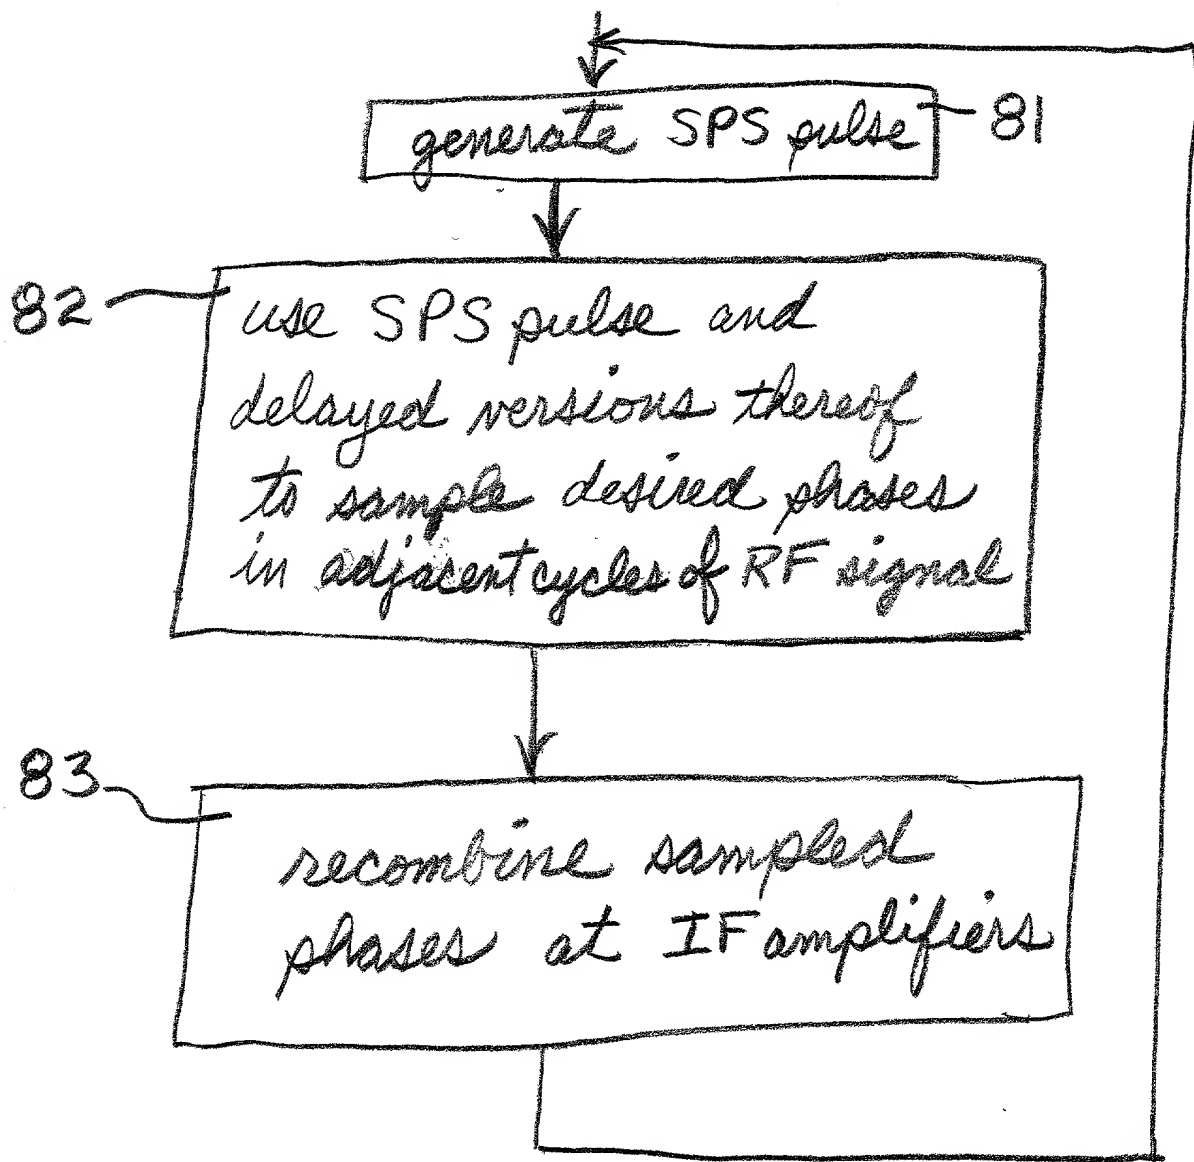 generate SPS pulse 81
82
use SPS pulse and
delayed versions thereof
to sample desired phases
in adjacent cycles of RF signal
83
recombine sampled
phases at IF amplifiers